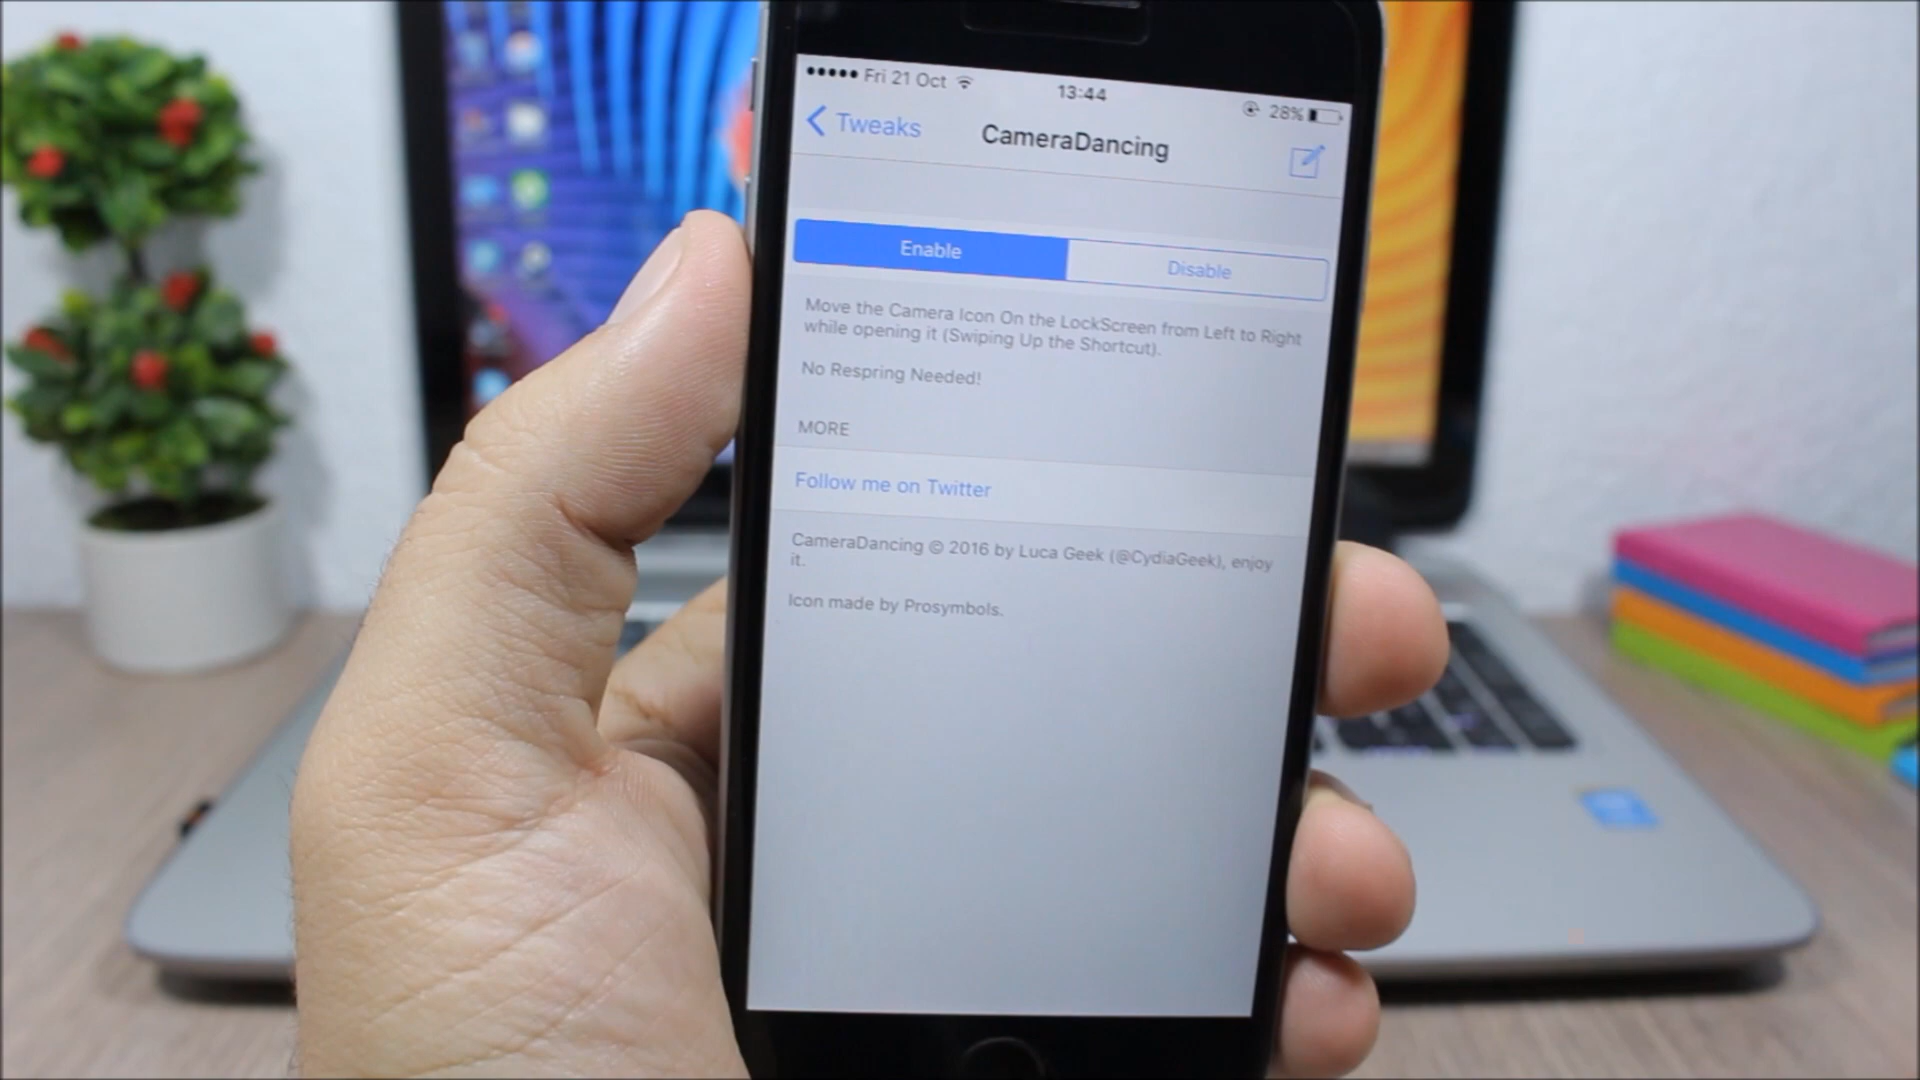 Fri 21 Oct
13:44
28%
Tweaks
CameraDancing
Enable
Disable
Move the Camera Icon On the LockScreen from Left to Right
while opening it (Swiping Up the Shortcut).
No Respring Needed!
MORE
Follow me on Twitter
CameraDancing © 2016 by Luca Geek (@CydiaGeek), enjoy
it.
Icon made by Prosymbols.